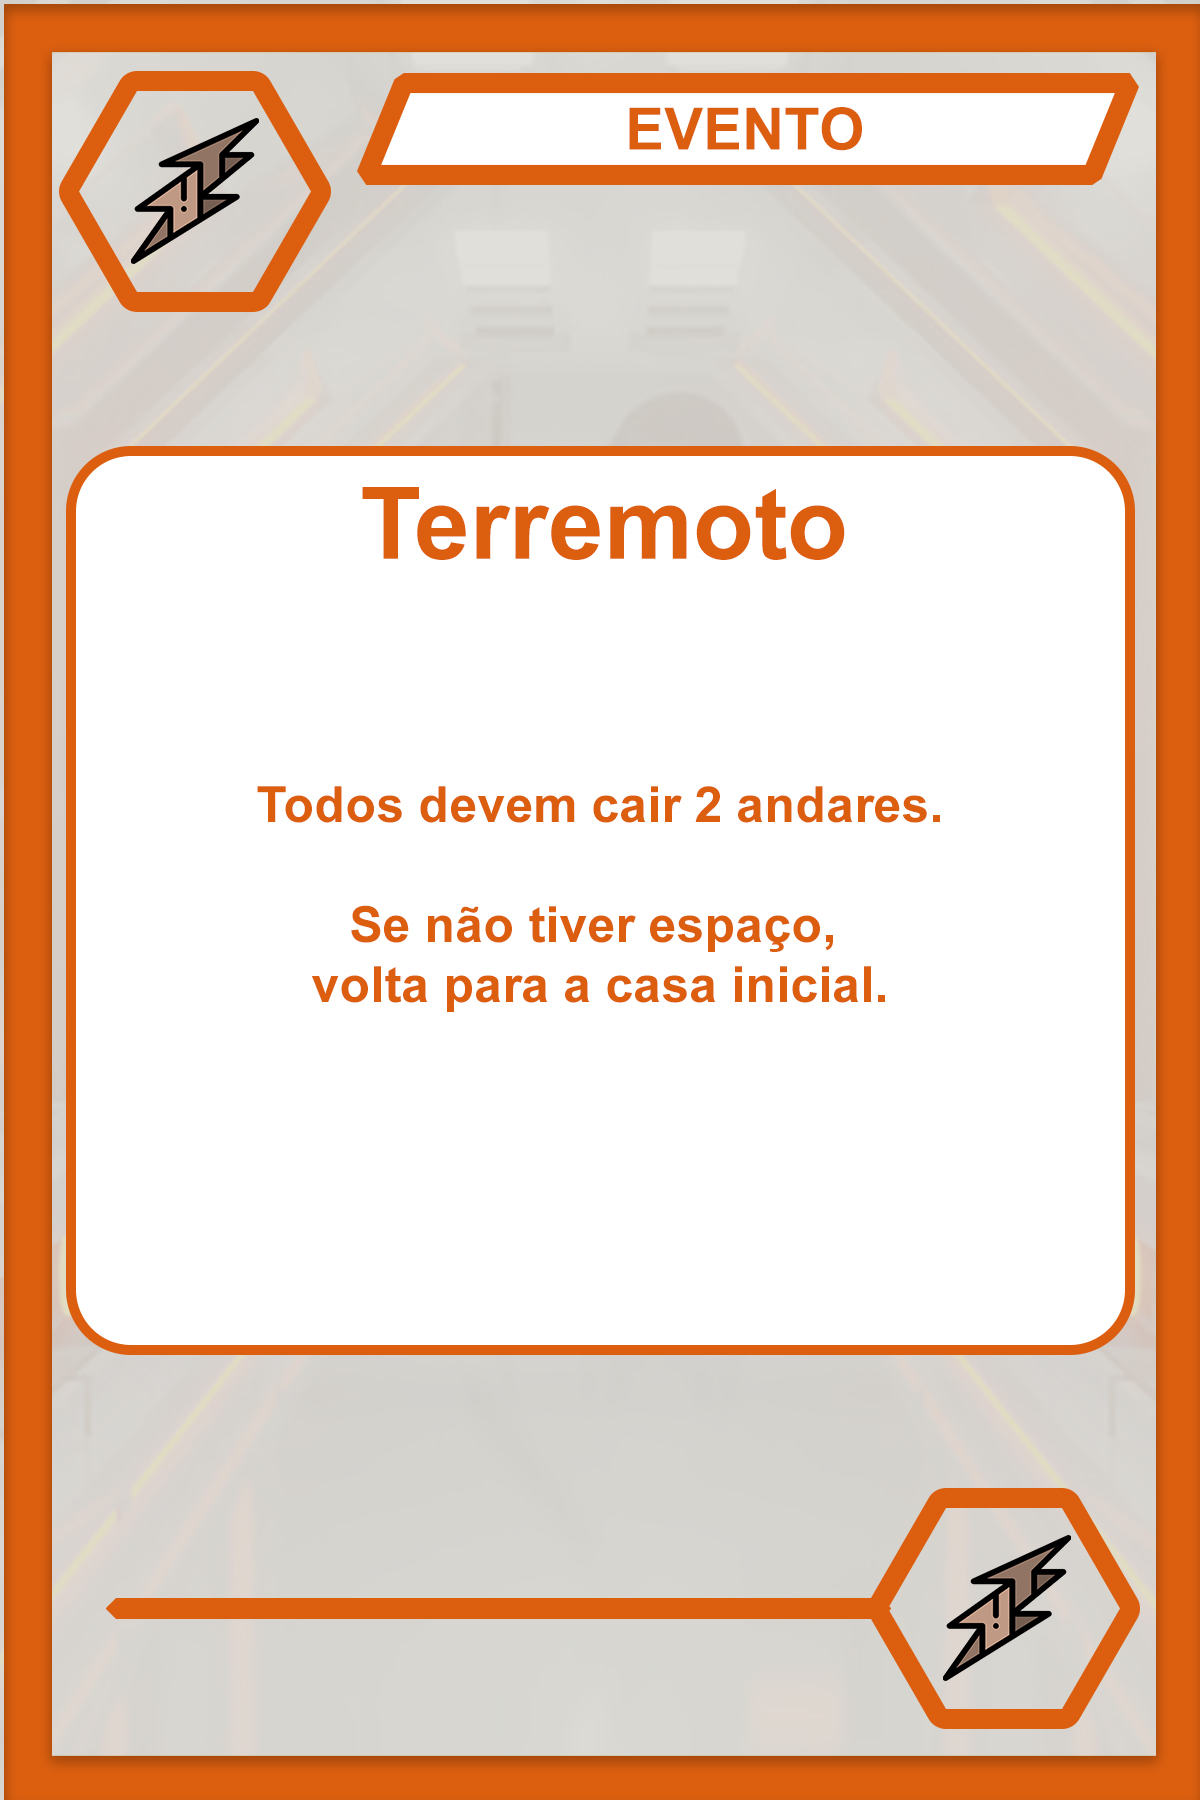 EVENTO
Terremoto
Todos devem cair 2 andares.
Se não tiver espaço,
volta para a casa inicial.